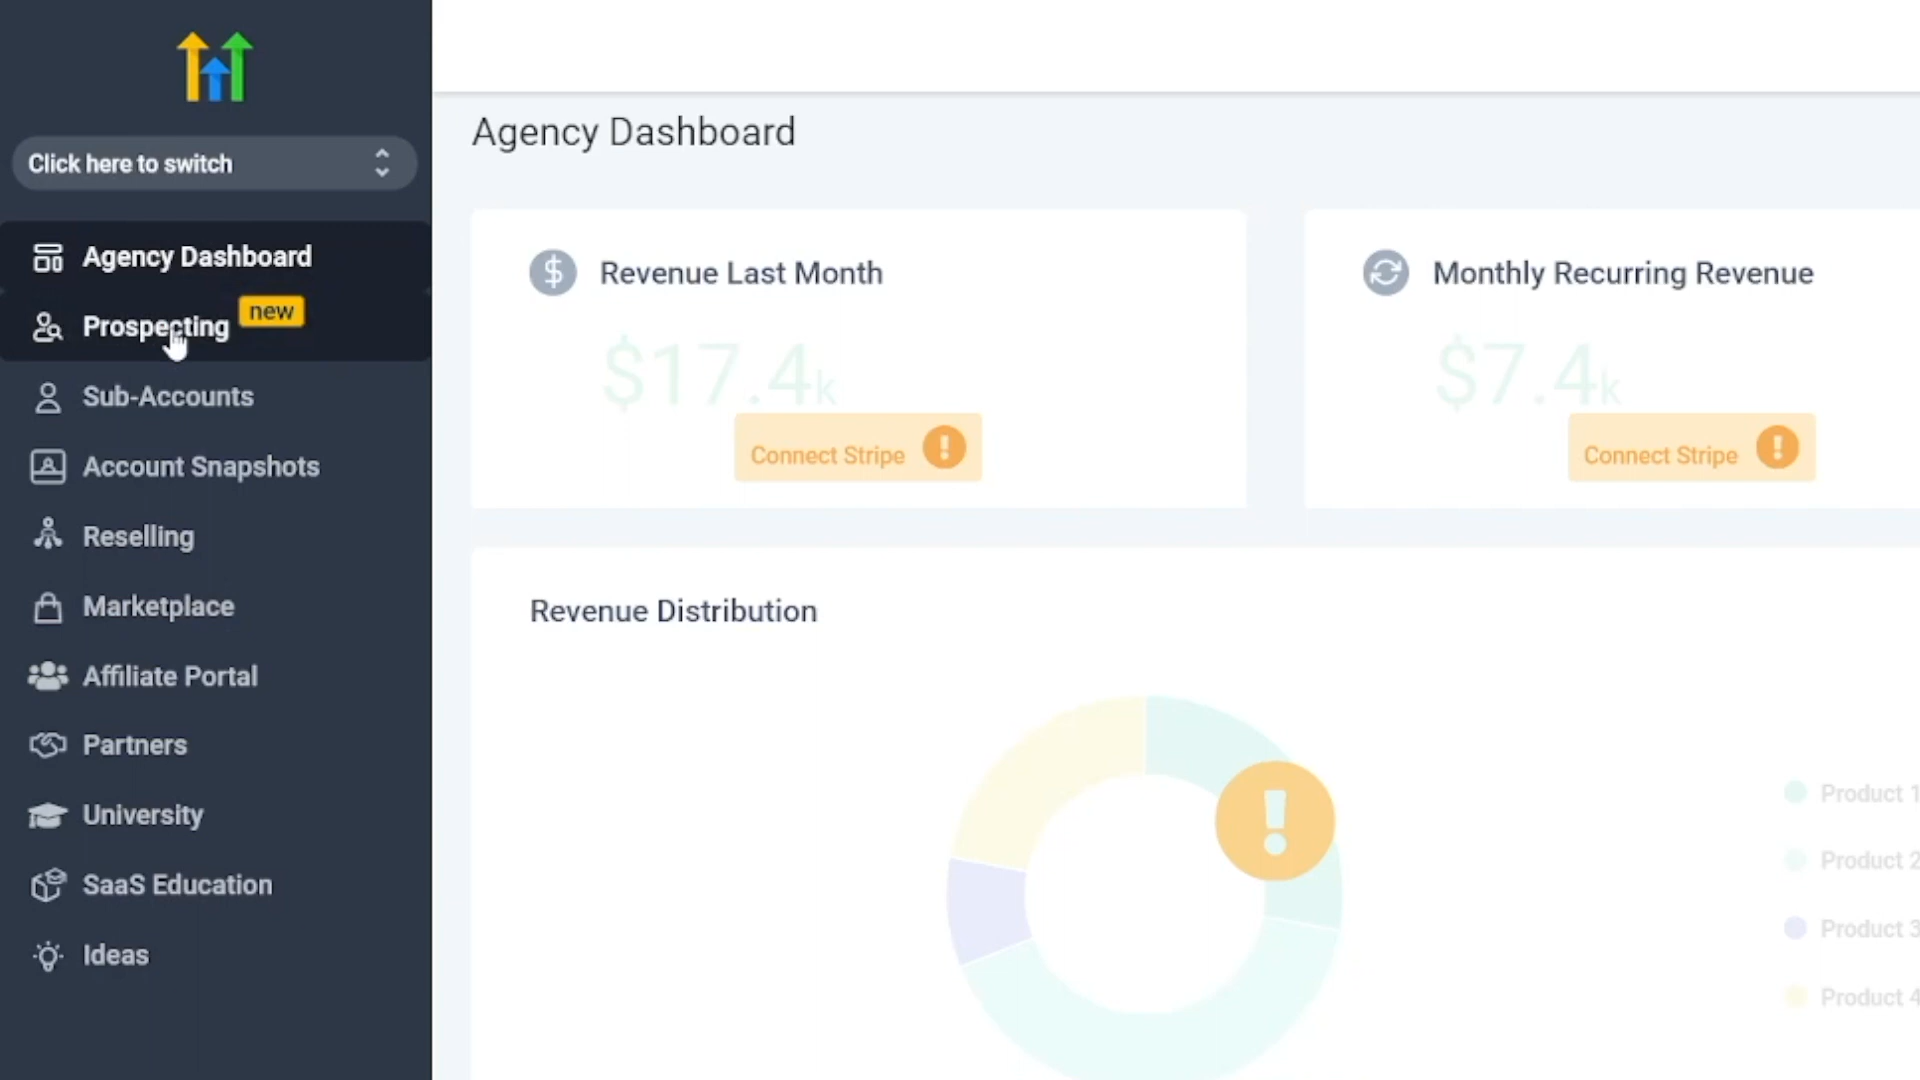 Click here to switch
Agency Dashboard
Prospecting
new
Sub-Accounts
Account Snapshots
Reselling
Marketplace
Affiliate Portal
Partners
University
SaaS Education
Ideas
Agency Dashboard
Revenue Last Month
$17.4k
Connect Stripe
Monthly Recurring Revenue
$7.4k
Connect Stripe
Revenue Distribution
Product 1
Product 2
Product 3
Product 4